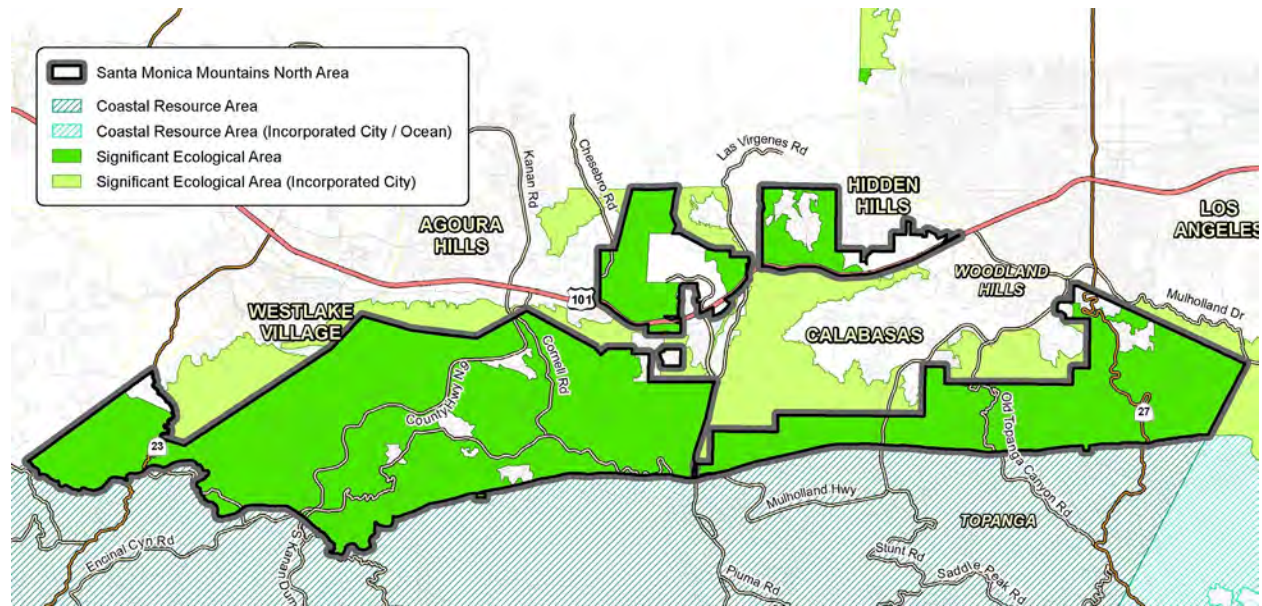 Santa Monica Mountains North Area
Coastal Resource Area
Coastal Resource Area (Incorporated City / Ocean)
Significant Ecological Area
Significant Ecological Area (Incorporated City)
Kanan Rd
Chesebro Rd
Las Virgenes Rd
AGOURA
HILLS
HIDDEN
HILLS
LOS
ANGELES
WOODLAND
HILLS
101
Mulholland Dr
WESTLAKE
VILLAGE
CALABASAS
Cornell Rd
County Hwy N 9
Old Topanga Canyon Rd
27
23
Mulholland Hwy
TOPANGA
Encinal Cyn Rd
S Kanan Dum
Stunt Rd
Piuma Rd
Saddle Peak Rd